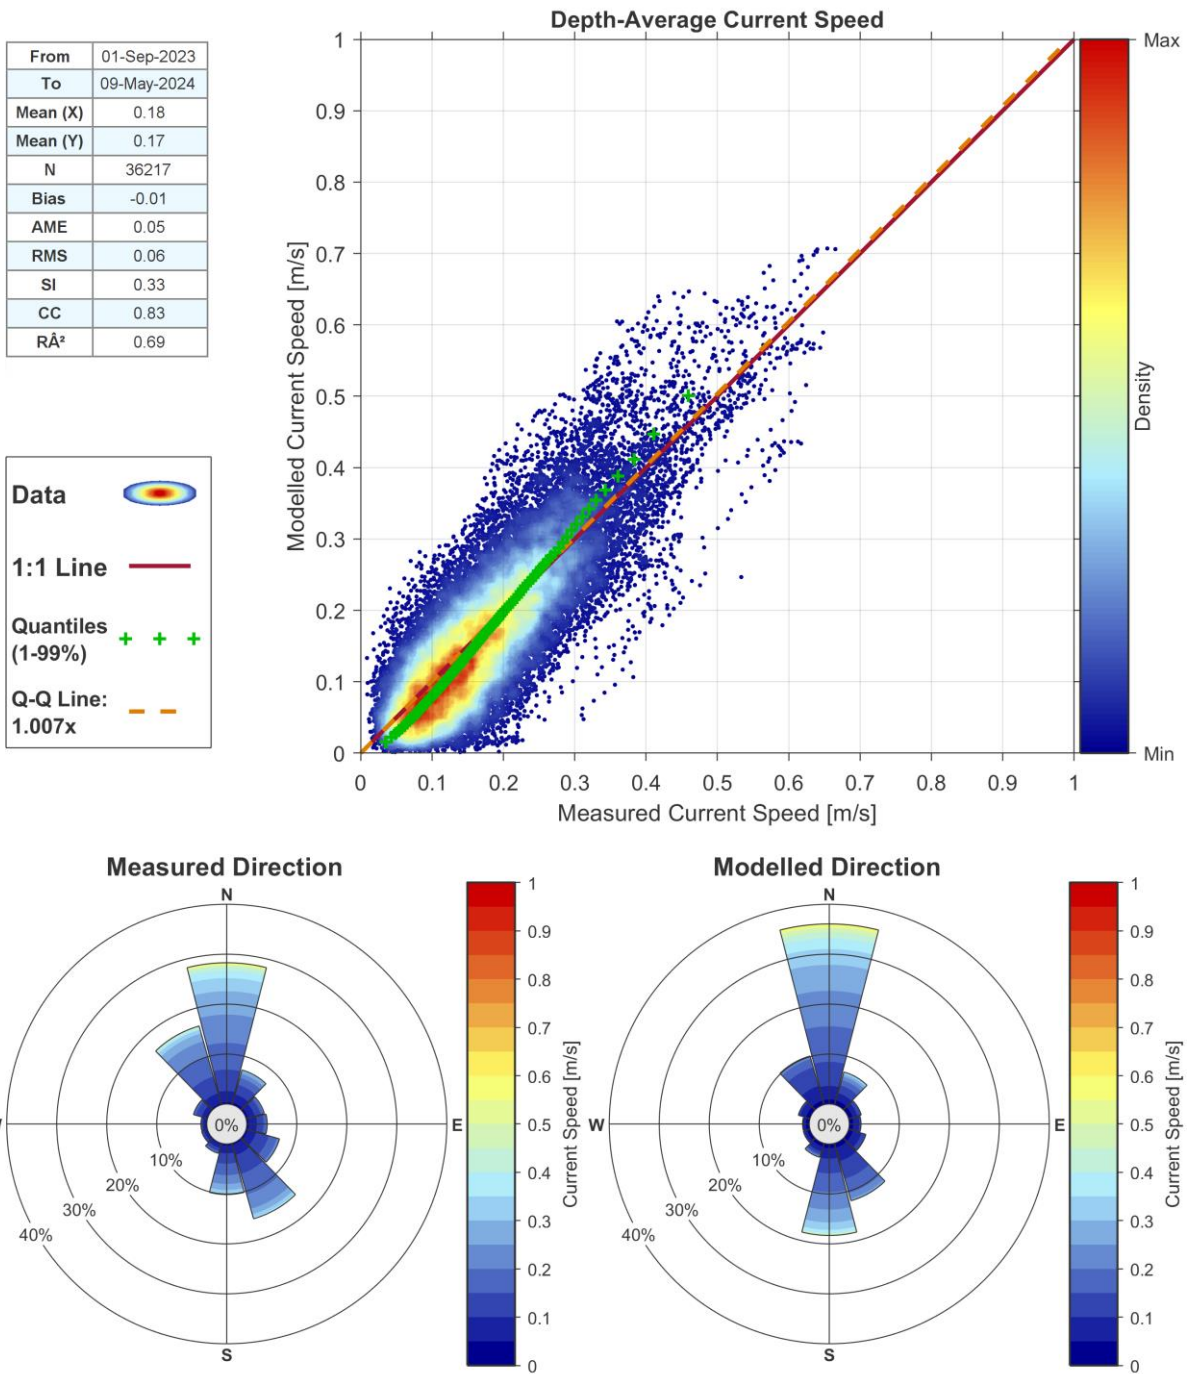 Depth-Average Current Speed
From 01-Sep-2023
To 09-May-2024
Mean (X) 0.18
Mean (Y) 0.17
N 36217
Bias -0.01
AME 0.05
RMS 0.06
SI 0.33
CC 0.83
RÂ² 0.69
Data
1:1 Line
Quantiles
(1-99%)
Q-Q Line:
1.007x
Modelled Current Speed [m/s]
1
0.9
0.8
0.7
0.6
0.5
0.4
0.3
0.2
0.1
0
0 0.1 0.2 0.3 0.4 0.5 0.6 0.7 0.8 0.9 1
Measured Current Speed [m/s]
Max
Density
Min
Measured Direction
N
E
S
0%
10%
20%
30%
40%
1
0.9
0.8
0.7
0.6
0.5
0.4
0.3
0.2
0.1
0
Current Speed [m/s]
Modelled Direction
N
W
E
S
0%
10%
20%
30%
40%
1
0.9
0.8
0.7
0.6
0.5
0.4
0.3
0.2
0.1
0
Current Speed [m/s]